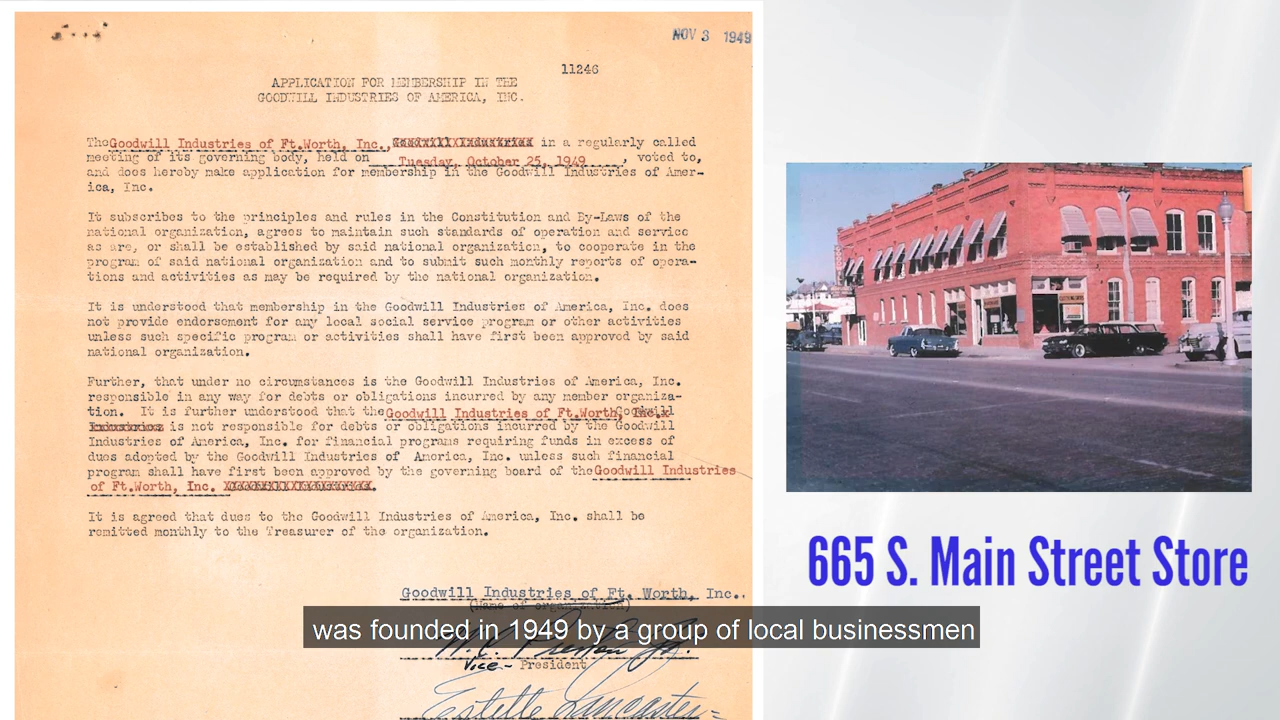 NOV 3 1949
11246
APPLICATION FOR MEMBERSHIP IN THE
GOODWILL INDUSTRIES OF AMERICA, INC.
The Goodwill Industries of Ft.Worth, Inc., in a regularly called
meeting of its governing body, held on Tuesday, October 25, 1949, voted to,
and does hereby make application for membership in the Goodwill Industries of Amer-
ica, Inc.
It subscribes to the principles and rules in the Constitution and By-Laws of the
national organization, agrees to maintain such standards of operation and service
as are, or shall be established by said national organization, to cooperate in the
program of said national organization and to submit such monthly reports of opera-
tions and activities as may be required by the national organization.
It is understood that membership in the Goodwill Industries of America, Inc. does
not provide endorsement for any local social service program or other activities
unless such specific program or activities shall have first been approved by said
national organization.
Further, that under no circumstances is the Goodwill Industries of America, Inc.
responsible in any way for debts or obligations incurred by any member organiza-
tion. It is further understood that the Goodwill Industries of Ft.Worth, Inc. Goodwill
Industries is not responsible for debts or obligations incurred by the Goodwill
Industries of America, Inc. for financial programs requiring funds in excess of
dues adopted by the Goodwill Industries of America, Inc. unless such financial
program shall have first been approved by the governing board of the Goodwill Industries
of Ft.Worth, Inc.
It is agreed that dues to the Goodwill Industries of America, Inc. shall be
remitted monthly to the Treasurer of the organization.
Goodwill Industries of Ft. Worth, Inc.
(Name of organization)
Vice- President
Estelle Lancaster
665 S. Main Street Store
was founded in 1949 by a group of local businessmen